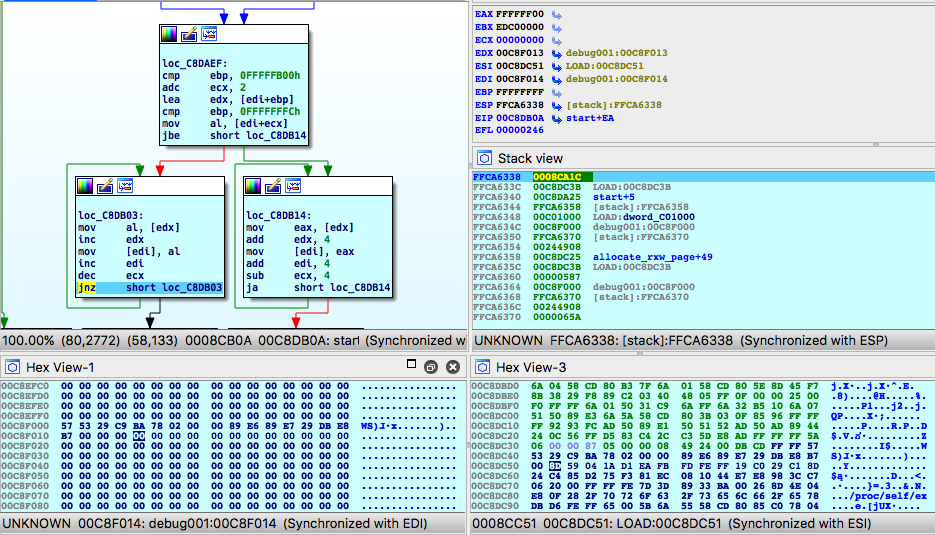 loc_C8DAEF:
cmp ebp, 0FFFFFB00h
adc ecx, 2
lea edx, [edi+ebp]
cmp ebp, 0FFFFFFFCh
mov al, [edi+ecx]
jbe short loc_C8DB14
loc_C8DB03:
mov al, [edx]
inc edx
mov [edi], al
inc edi
dec ecx
jnz short loc_C8DB03
loc_C8DB14:
mov eax, [edx]
add edx, 4
mov [edi], eax
add edi, 4
sub ecx, 4
ja short loc_C8DB14
100.00% (80,2772) (58,133) 0008CB0A 00C8DB0A: start (Synchronized w
EAX FFFFFF00
EBX EDC00000
ECX 00000000
EDX 00C8F013 debug001:00C8F013
ESI 00C8DC51 LOAD:00C8DC51
EDI 00C8F014 debug001:00C8F014
EBP FFFFFFFF
ESP FFCA6338 [stack]:FFCA6338
EIP 00C8DB0A start+EA
EFL 00000246
Stack view
FFCA6338 0008CA1C
FFCA633C 00C8DC3B LOAD:00C8DC3B
FFCA6340 00C8DA25 start+5
FFCA6344 FFCA6358 [stack]:FFCA6358
FFCA6348 00C01000 LOAD:dword_C01000
FFCA634C 00C8F000 debug001:00C8F000
FFCA6350 FFCA6370 [stack]:FFCA6370
FFCA6354 00244908
FFCA6358 00C8DC25 allocate_rxw_page+49
FFCA635C 00C8DC3B LOAD:00C8DC3B
FFCA6360 00000587
FFCA6364 00C8F000 debug001:00C8F000
FFCA6368 FFCA6370 [stack]:FFCA6370
FFCA636C 00244908
FFCA6370 0000065A
UNKNOWN FFCA6338: [stack]:FFCA6338 (Synchronized with ESP)
Hex View-1
00C8EFC0 00 00 00 00 00 00 00 00 00 00 00 00 00 00 00 00 ................
00C8EFD0 00 00 00 00 00 00 00 00 00 00 00 00 00 00 00 00 ................
00C8EFE0 00 00 00 00 00 00 00 00 00 00 00 00 00 00 00 00 ................
00C8EFF0 00 00 00 00 00 00 00 00 00 00 00 00 00 00 00 00 ................
00C8F000 57 53 29 C9 BA 78 02 00 00 89 E6 89 E7 29 DB E8 WS)
00C8F010 B7 00 00 00 00 00 00 00 00 00 00 00 00 00 00 00
00C8F020 00 00 00 00 00 00 00 00 00 00 00 00 00 00 00 00 ................
00C8F030 00 00 00 00 00 00 00 00 00 00 00 00 00 00 00 00 ................
00C8F040 00 00 00 00 00 00 00 00 00 00 00 00 00 00 00 00 ................
00C8F050 00 00 00 00 00 00 00 00 00 00 00 00 00 00 00 00 ................
00C8F060 00 00 00 00 00 00 00 00 00 00 00 00 00 00 00 00 ................
00C8F070 00 00 00 00 00 00 00 00 00 00 00 00 00 00 00 00 ................
00C8F080 00 00 00 00 00 00 00 00 00 00 00 00 00 00 00 00 ................
UNKNOWN 00C8F014: debug001:00C8F014 (Synchronized with EDI)
Hex View-3
00C8DBD0 6A 04 58 CD 80 B3 7F 6A 01 58 CD 80 5E 8D 45 F7
00C8DBE0 8B 38 29 F8 89 C2 03 40 48 05 FF 0F 00 00 25 00
00C8DBF0 F0 FF FF 6A 01 50 31 C9 6A FF 6A 32 85 10 6A 07
00C8DC00 51 50 89 E3 6A 5A 58 CD 80 3B 03 0F 85 96 FF FF
00C8DC10 FF 92 93 FC AD 50 89 E1 50 51 52 AD 50 AD 89 44
00C8DC20 24 0C 56 FF D5 83 C4 2C C3 5D E8 AD FF FF FF 5A
00C8DC30 06 00 00 87 05 00 00 08 49 24 00 DB CD FF FF 57
00C8DC40 53 29 C9 BA 78 02 00 00 89 E6 89 E7 29 DB E8 B7
00C8DC50 00 8D 59 04 1A D1 EA FB FD FE FF 19 C0 29 C1 8D
00C8DC60 24 C4 85 D2 75 F3 81 EC 08 10 44 E7 E8 98 3C C7
00C8DC70 06 20 00 FF FF FE 7D 3D 89 33 BA 00 26 8D 4E 04
00C8DC80 E8 0F 28 2F 70 72 6F 63 2F 73 65 6C 66 2F 65 78 /proc/self/ex
00C8DC90 DB D6 FE FF 65 00 5B 6A 55 58 CD 80 85 C0 78 04
0008CC51 00C8DC51: LOAD:00C8DC51 (Synchronized with ESI)